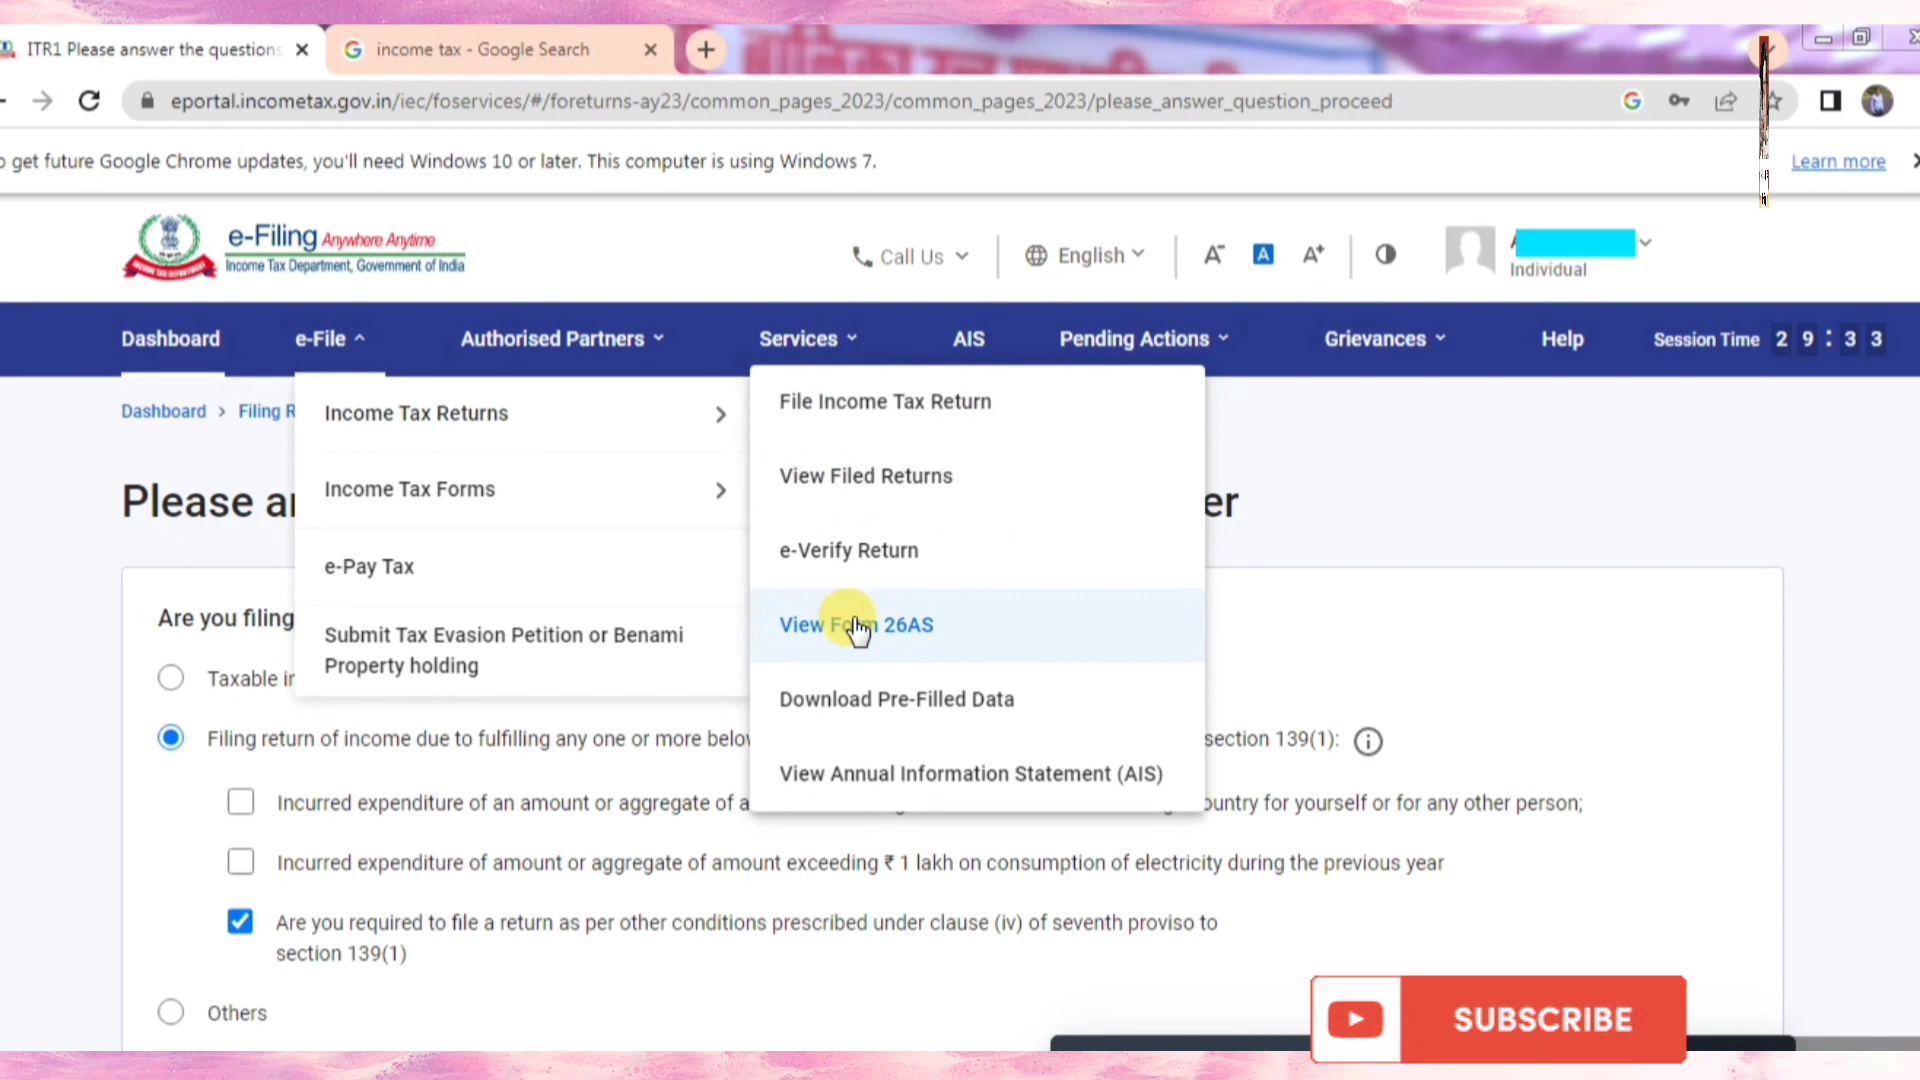 ITR1 Please answer the questions
income tax - Google Search
eportal.incometax.gov.in/iec/foservices/#/foreturns-ay23/common_pages_2023/common_pages_2023/please_answer_question_proceed
get future Google Chrome updates, you'll need Windows 10 or later. This computer is using Windows 7.
Learn more
e-Filing Anywhere Anytime
Income Tax Department, Government of India
INCOME TAX DEPARTMENT
Call Us
English
A-
A
A+
Individual
Dashboard
e-File
Authorised Partners
Services
AIS
Pending Actions
Grievances
Help
Session Time 29:33
Dashboard > Filing R
Income Tax Returns
Income Tax Forms
e-Pay Tax
Submit Tax Evasion Petition or Benami
Property holding
File Income Tax Return
View Filed Returns
e-Verify Return
View Form 26AS
Download Pre-Filled Data
View Annual Information Statement (AIS)
Please
er
Are you filing
Taxable
Filing return of income due to fulfilling any one or more section 139(1):
Incurred expenditure of an amount or aggregate of country for yourself or for any other person;
Incurred expenditure of amount or aggregate of amount exceeding ₹ 1 lakh on consumption of electricity during the previous year
Are you required to file a return as per other conditions prescribed under clause (iv) of seventh proviso to
section 139(1)
Others
SUBSCRIBE